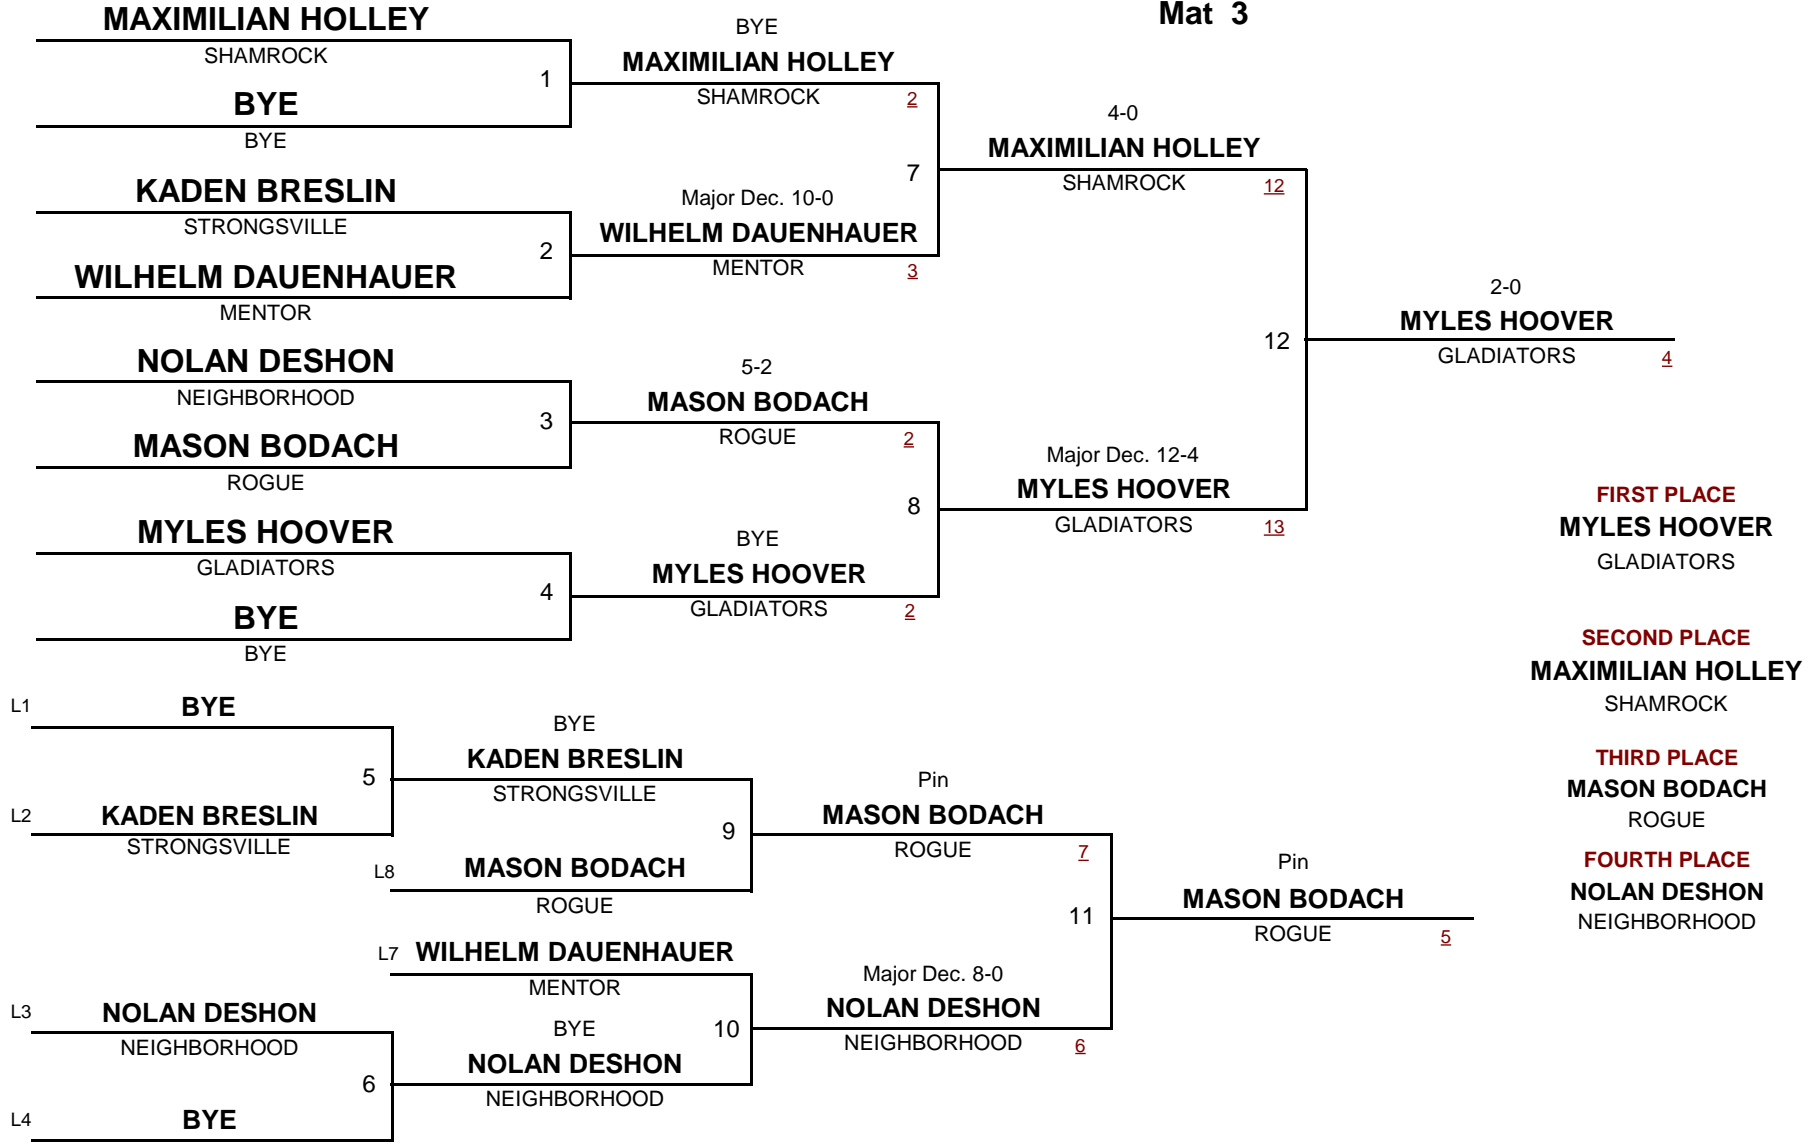 Mat 3
MAXIMILIAN HOLLEY
SHAMROCK
1
BYE
BYE
KADEN BRESLIN
STRONGSVILLE
2
WILHELM DAUENHAUER
MENTOR
NOLAN DESHON
NEIGHBORHOOD
3
MASON BODACH
ROGUE
MYLES HOOVER
GLADIATORS
4
BYE
BYE
BYE
MAXIMILIAN HOLLEY
SHAMROCK 2
7
Major Dec. 10-0
WILHELM DAUENHAUER
MENTOR 3
5-2
MASON BODACH
ROGUE 2
8
BYE
MYLES HOOVER
GLADIATORS 2
4-0
MAXIMILIAN HOLLEY
SHAMROCK 12
12
Major Dec. 12-4
MYLES HOOVER
GLADIATORS 13
2-0
MYLES HOOVER
GLADIATORS 4
FIRST PLACE
MYLES HOOVER
GLADIATORS
SECOND PLACE
MAXIMILIAN HOLLEY
SHAMROCK
THIRD PLACE
MASON BODACH
ROGUE
FOURTH PLACE
NOLAN DESHON
NEIGHBORHOOD
L1 BYE
5
L2 KADEN BRESLIN
STRONGSVILLE
L3 NOLAN DESHON
NEIGHBORHOOD
6
L4 BYE
BYE
KADEN BRESLIN
STRONGSVILLE
9
L8 MASON BODACH
ROGUE
L7 WILHELM DAUENHAUER
MENTOR
BYE 10
NOLAN DESHON
NEIGHBORHOOD
Pin
MASON BODACH
ROGUE 7
11
Major Dec. 8-0
NOLAN DESHON
NEIGHBORHOOD 6
Pin
MASON BODACH
ROGUE 5